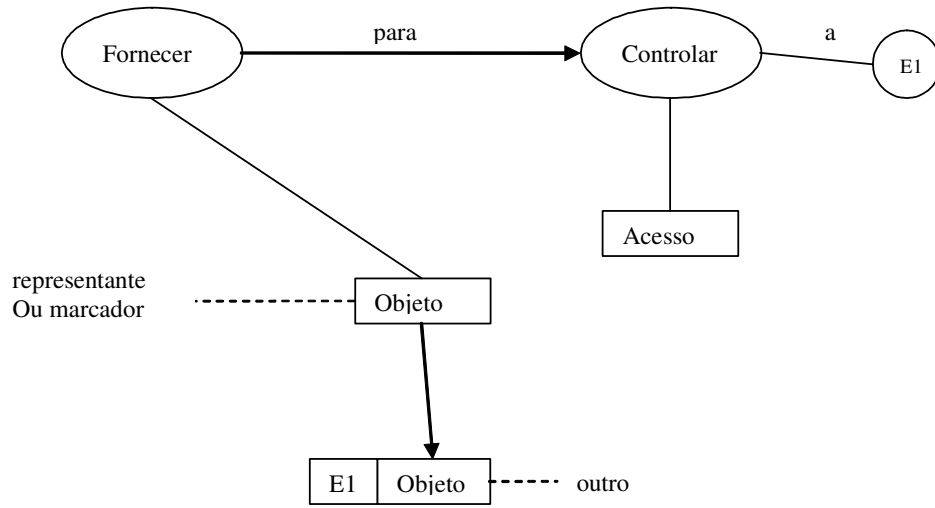 para
a
Fornecer
Controlar
E1
Acesso
representante
Ou marcador
Objeto
E1
Objeto
outro